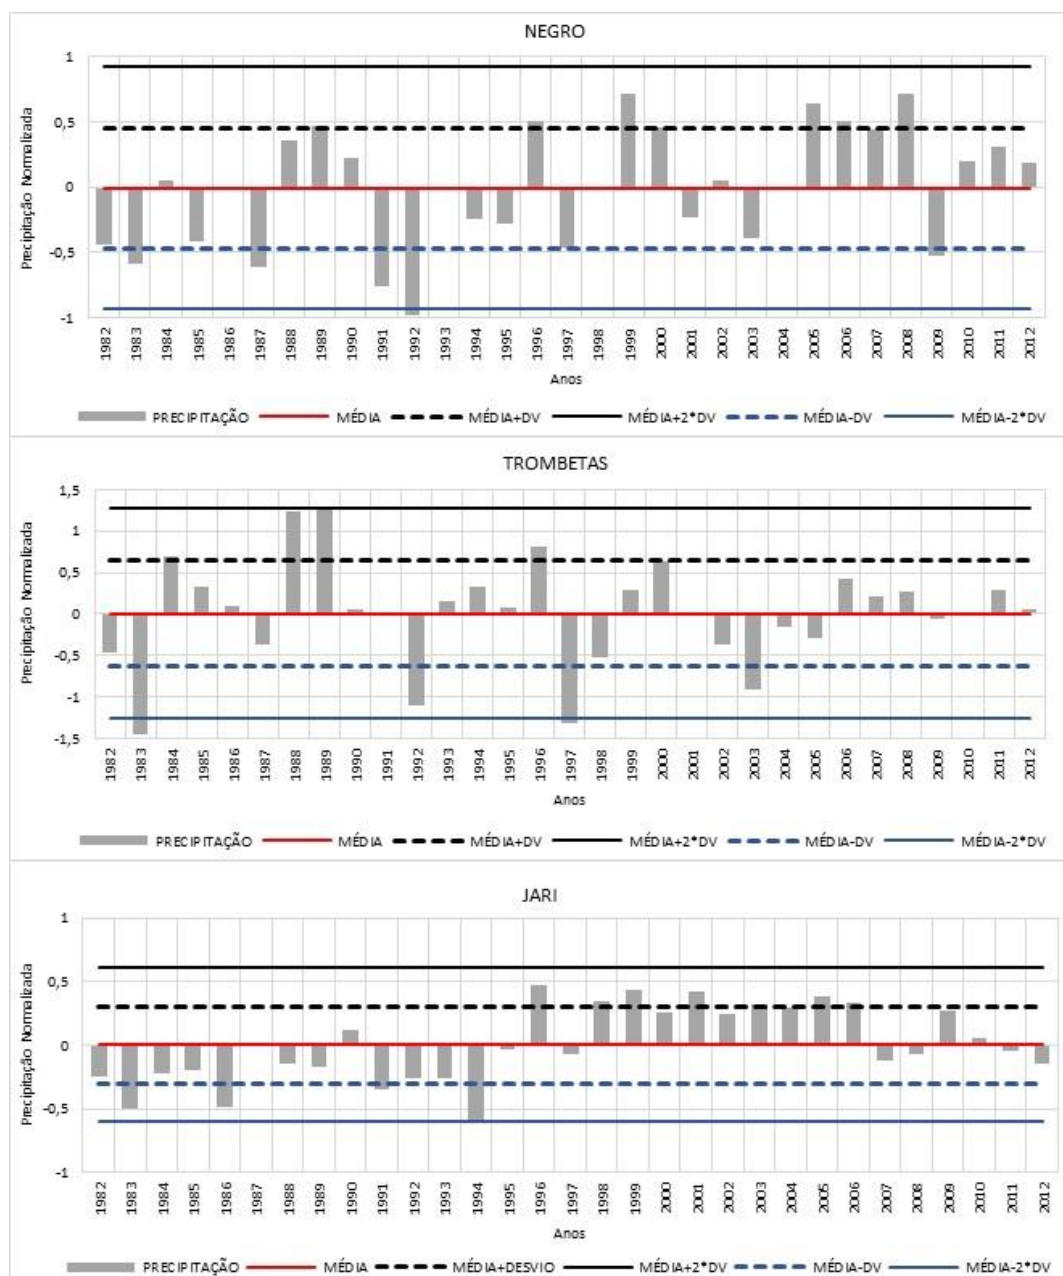 NEGRO
Precipitação Normalizada
1
0,5
0
-0,5
-1
1982 1983 1984 1985 1986 1987 1988 1989 1990 1991 1992 1993 1994 1995 1996 1997 1998 1999 2000 2001 2002 2003 2004 2005 2006 2007 2008 2009 2010 2011 2012
Anos
PRECIPITAÇÃO MÉDIA MÉDIA+DV MÉDIA+2*DV MÉDIA-DV MÉDIA-2*DV
TROMBETAS
Precipitação Normalizada
1,5
1
0,5
0
-0,5
-1
-1,5
1982 1983 1984 1985 1986 1987 1988 1989 1990 1991 1992 1993 1994 1995 1996 1997 1998 1999 2000 2001 2002 2003 2004 2005 2006 2007 2008 2009 2010 2011 2012
Anos
PRECIPITAÇÃO MÉDIA MÉDIA+DV MÉDIA+2*DV MÉDIA-DV MÉDIA-2*DV
JARI
Precipitação Normalizada
1
0,5
0
-0,5
-1
1982 1983 1984 1985 1986 1987 1988 1989 1990 1991 1992 1993 1994 1995 1996 1997 1998 1999 2000 2001 2002 2003 2004 2005 2006 2007 2008 2009 2010 2011 2012
Anos
PRECIPITAÇÃO MÉDIA MÉDIA+DESVIO MÉDIA+2*DV MÉDIA-DV MÉDIA-2*DV